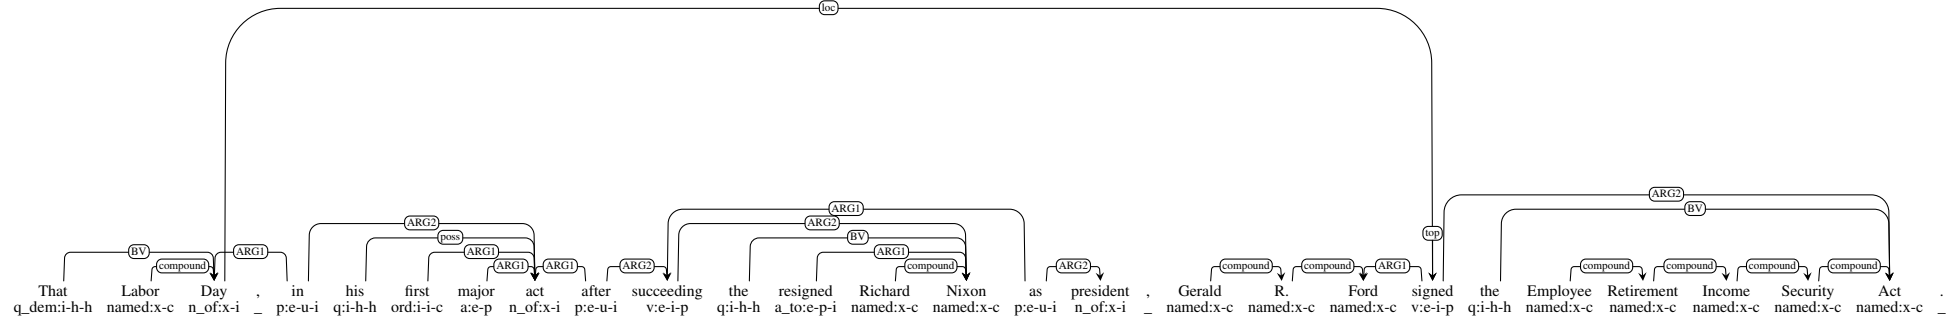 loc
ARG2
ARG1 BV
ARG2 ARG2
poss BV top
BV ARG1 ARG1 ARG1
compound ARG1 ARG1 ARG2 compound ARG2 compound compound ARG1 compound compound compound compound
That Labor Day , in his first major act after succeeding the resigned Richard Nixon as president , Gerald R. Ford signed the Employee Retirement Income Security Act .
q_dem:i-h-h named:x-c n_of:x-i _ p:e-u-i q:i-h-h ord:i-i-c a:e-p n_of:x-i p:e-u-i v:e-i-p q:i-h-h a_to:e-p-i named:x-c named:x-c p:e-u-i n_of:x-i _ named:x-c named:x-c named:x-c v:e-i-p q:i-h-h named:x-c named:x-c named:x-c named:x-c named:x-c _